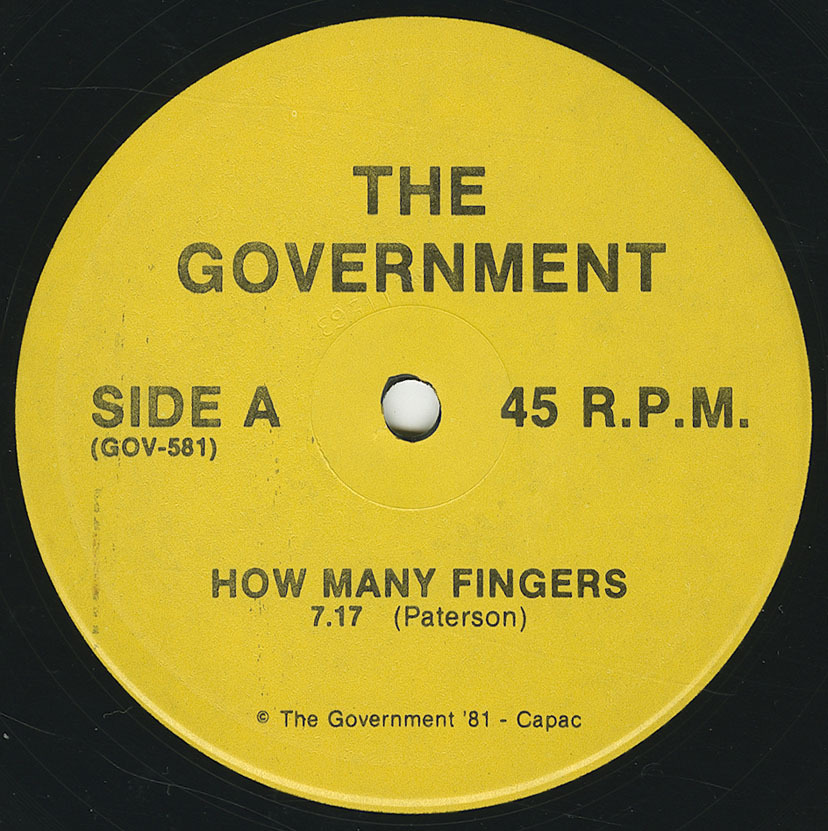 THE
GOVERNMENT
SIDE A
45 R.P.M.
(GOV-581)
HOW MANY FINGERS
7.17 (Paterson)
© The Government '81 - Capac